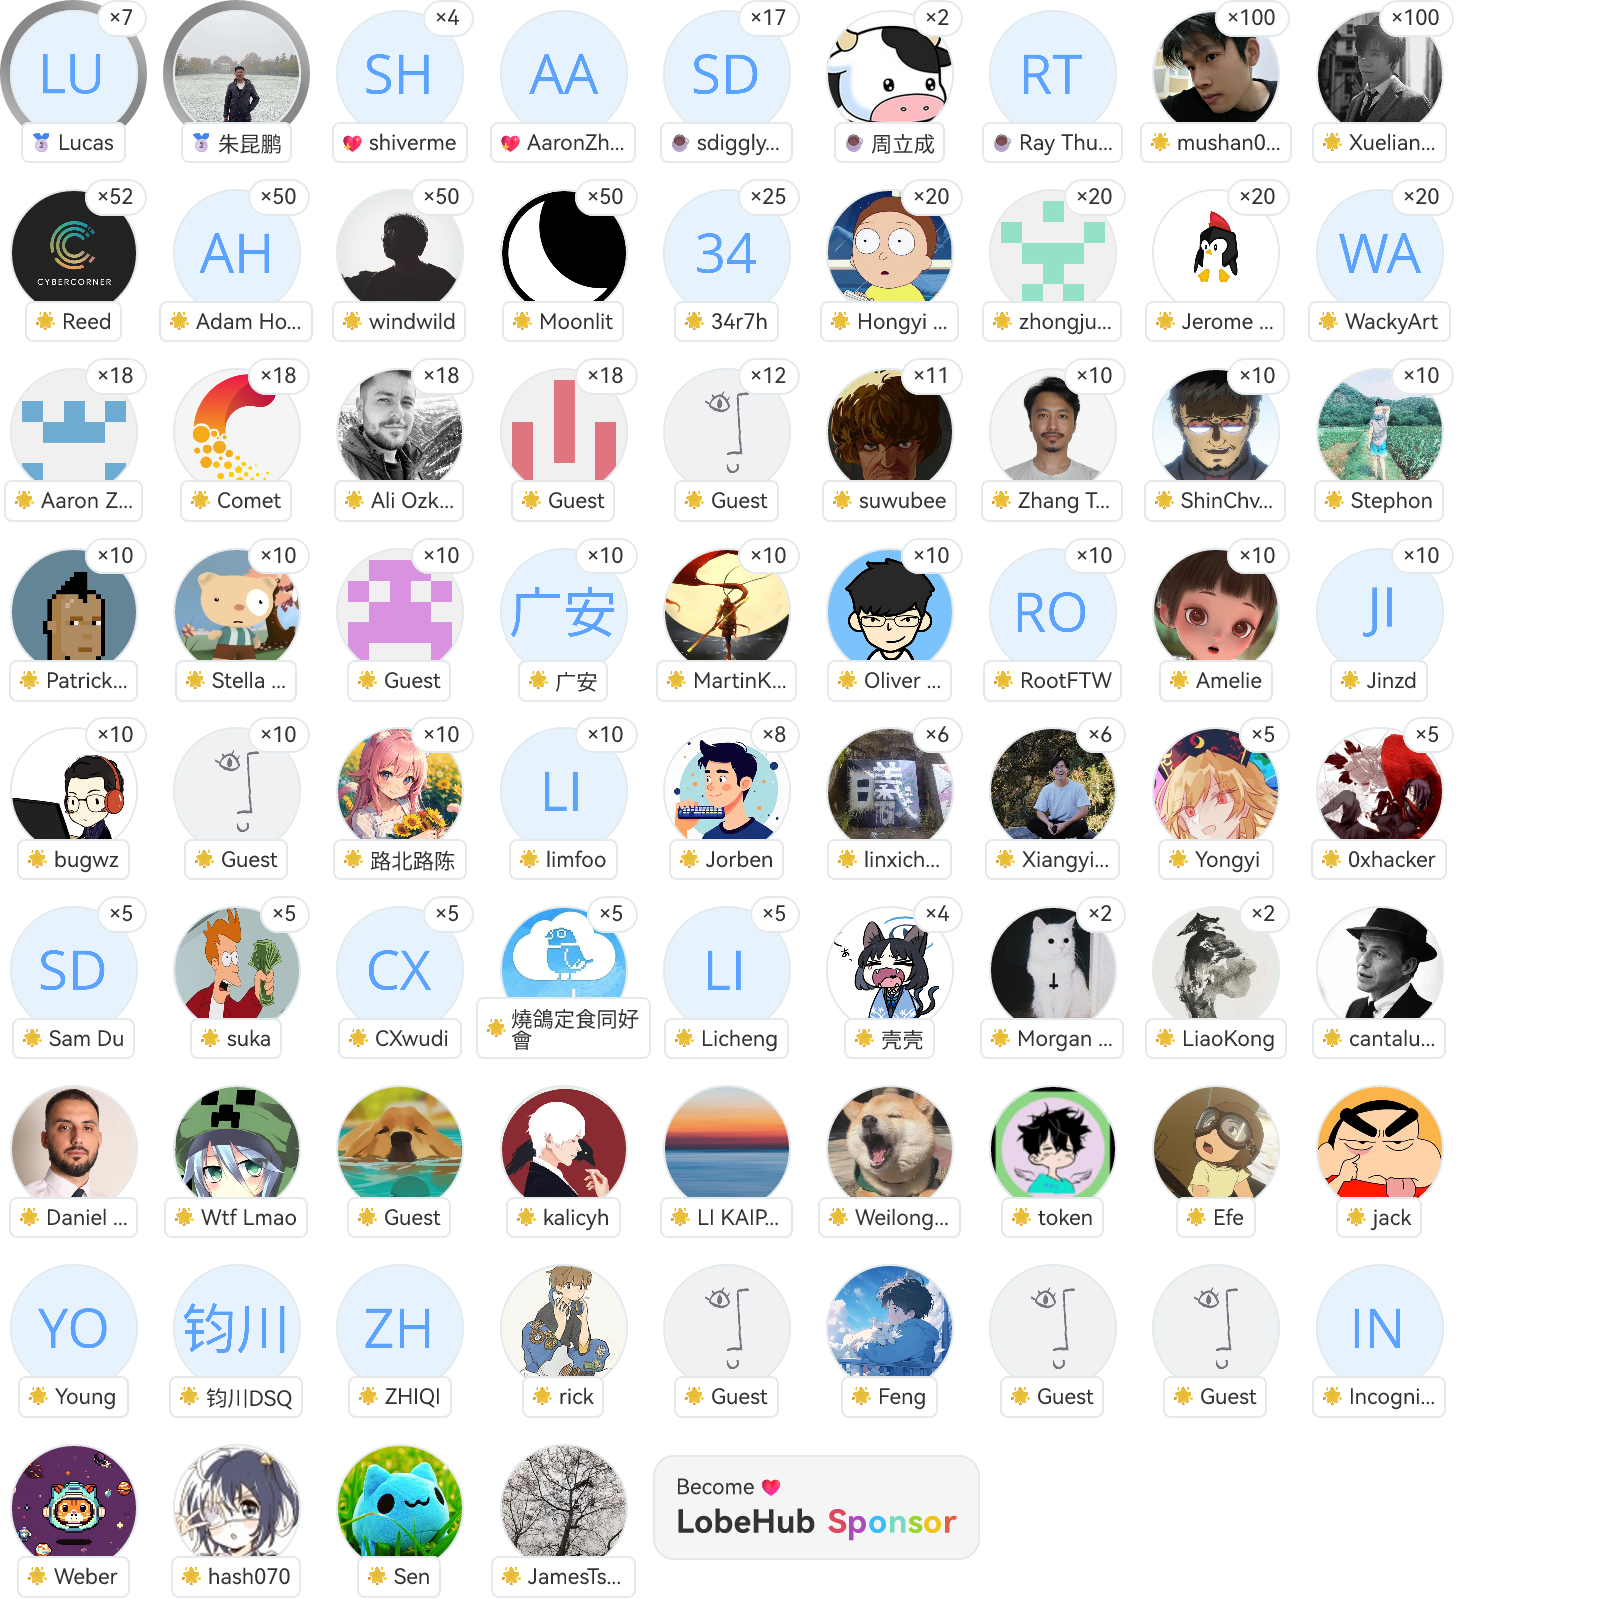 ×7
×4
×17
×2
×100
×100
LU
SH
AA
SD
RT
Lucas
朱昆鹏
shiverme
AaronZh...
sdiggly...
周立成
Ray Thu...
mushan0...
Xuelian...
×52
×50
×50
×50
×25
×20
×20
×20
×20
CYBERCORNER
AH
34
WA
Reed
Adam Ho...
windwild
Moonlit
34r7h
Hongyi ...
zhongju...
Jerome ...
WackyArt
×18
×18
×18
×18
×12
×11
×10
×10
×10
Aaron Z...
Comet
Ali Ozk...
Guest
Guest
suwubee
Zhang T...
ShinChv...
Stephon
×10
×10
×10
×10
×10
×10
×10
×10
×10
广安
RO
JI
Patrick...
Stella ...
Guest
广安
MartinK...
Oliver ...
RootFTW
Amelie
Jinzd
×10
×10
×10
×10
×8
×6
×6
×5
×5
LI
bugwz
Guest
路北路陈
limfoo
Jorben
linxich...
Xiangyi...
Yongyi
0xhacker
×5
×5
×5
×5
×5
×4
×2
×2
SD
CX
LI
Sam Du
suka
CXwudi
燒鴿定食同好
會
Licheng
壳壳
Morgan ...
LiaoKong
cantalu...
Daniel ...
Wtf Lmao
Guest
kalicyh
LI KAIP...
Weilong...
token
Efe
jack
YO
钧川
ZH
IN
Young
钧川DSQ
ZHIQI
rick
Guest
Feng
Guest
Guest
Incogni...
Weber
hash070
Sen
JamesTs...
Become
LobeHub Sponsor